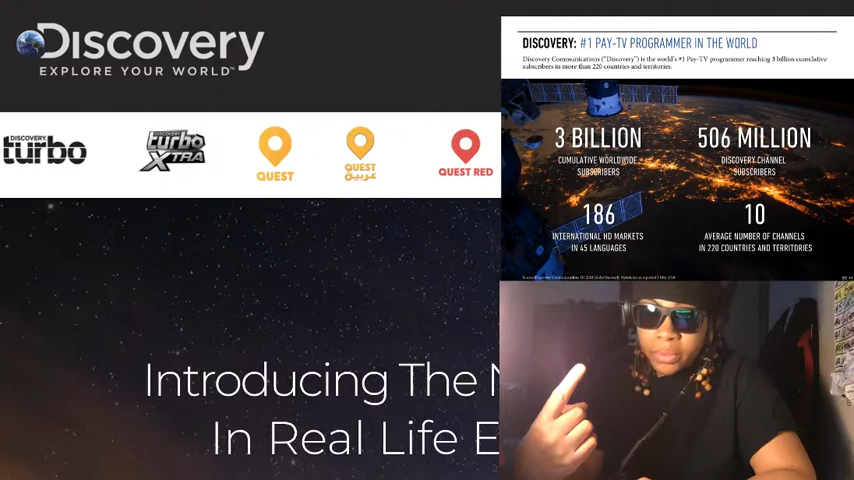 Discovery
EXPLORE YOUR WORLD™
DISCOVERY
turbo
DISCOVERY
turbo
XTRA
QUEST
QUEST
عربية
QUEST RED
Introducing The
In Real Life E
DISCOVERY: #1 PAY-TV PROGRAMMER IN THE WORLD
Discovery Communications ("Discovery") is the world's #1 Pay-TV programmer reaching 3 billion cumulative
subscribers in more than 220 countries and territories.
3 BILLION
CUMULATIVE WORLDWIDE
SUBSCRIBERS
506 MILLION
DISCOVERY CHANNEL
SUBSCRIBERS
186
INTERNATIONAL HD MARKETS
IN 45 LANGUAGES
10
AVERAGE NUMBER OF CHANNELS
IN 220 COUNTRIES AND TERRITORIES